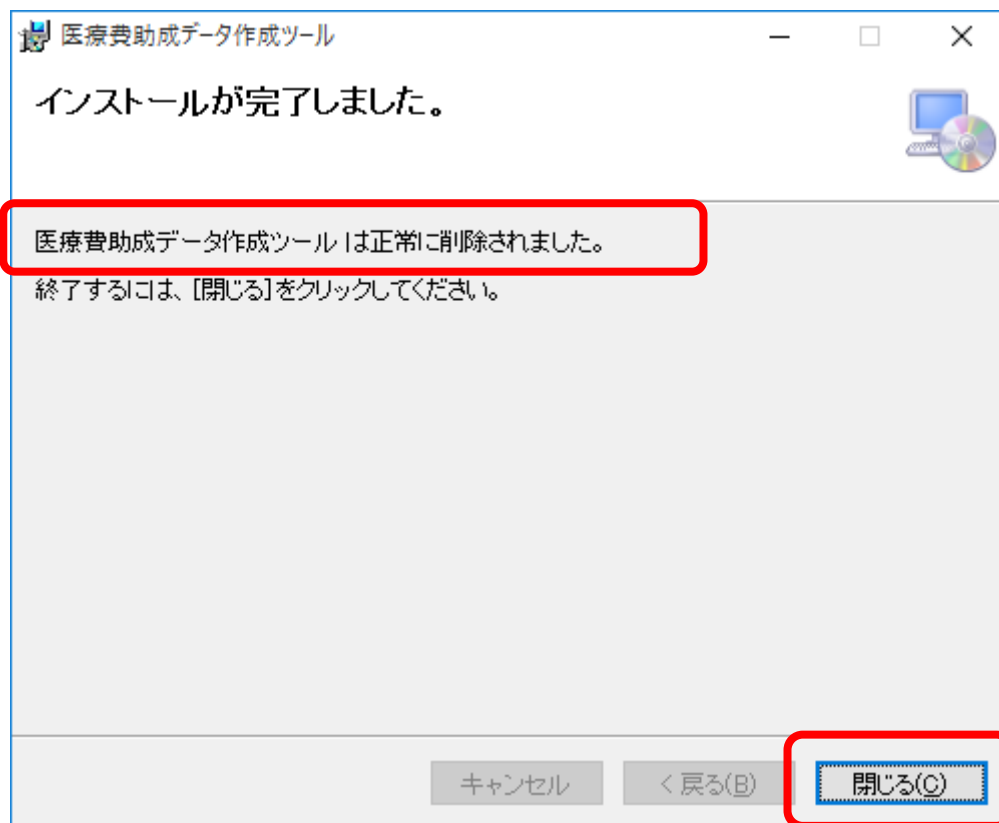 医療費助成データ作成ツール
インストールが完了しました。
医療費助成データ作成ツール は正常に削除されました。
終了するには、[閉じる]をクリックしてください。
キャンセル
< 戻る(B)
閉じる(C)